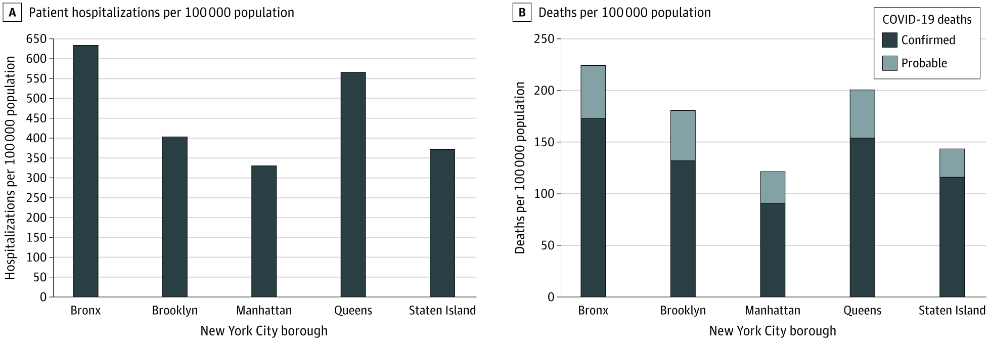 A Patient hospitalizations per 100 000 population
Hospitalizations per 100 000 population
650
600
550
500
450
400
350
300
250
200
150
100
50
0
Bronx Brooklyn Manhattan Queens Staten Island
New York City borough
B Deaths per 100 000 population
COVID-19 deaths
Confirmed
Probable
Deaths per 100 000 population
250
200
150
100
50
0
Bronx Brooklyn Manhattan Queens Staten Island
New York City borough